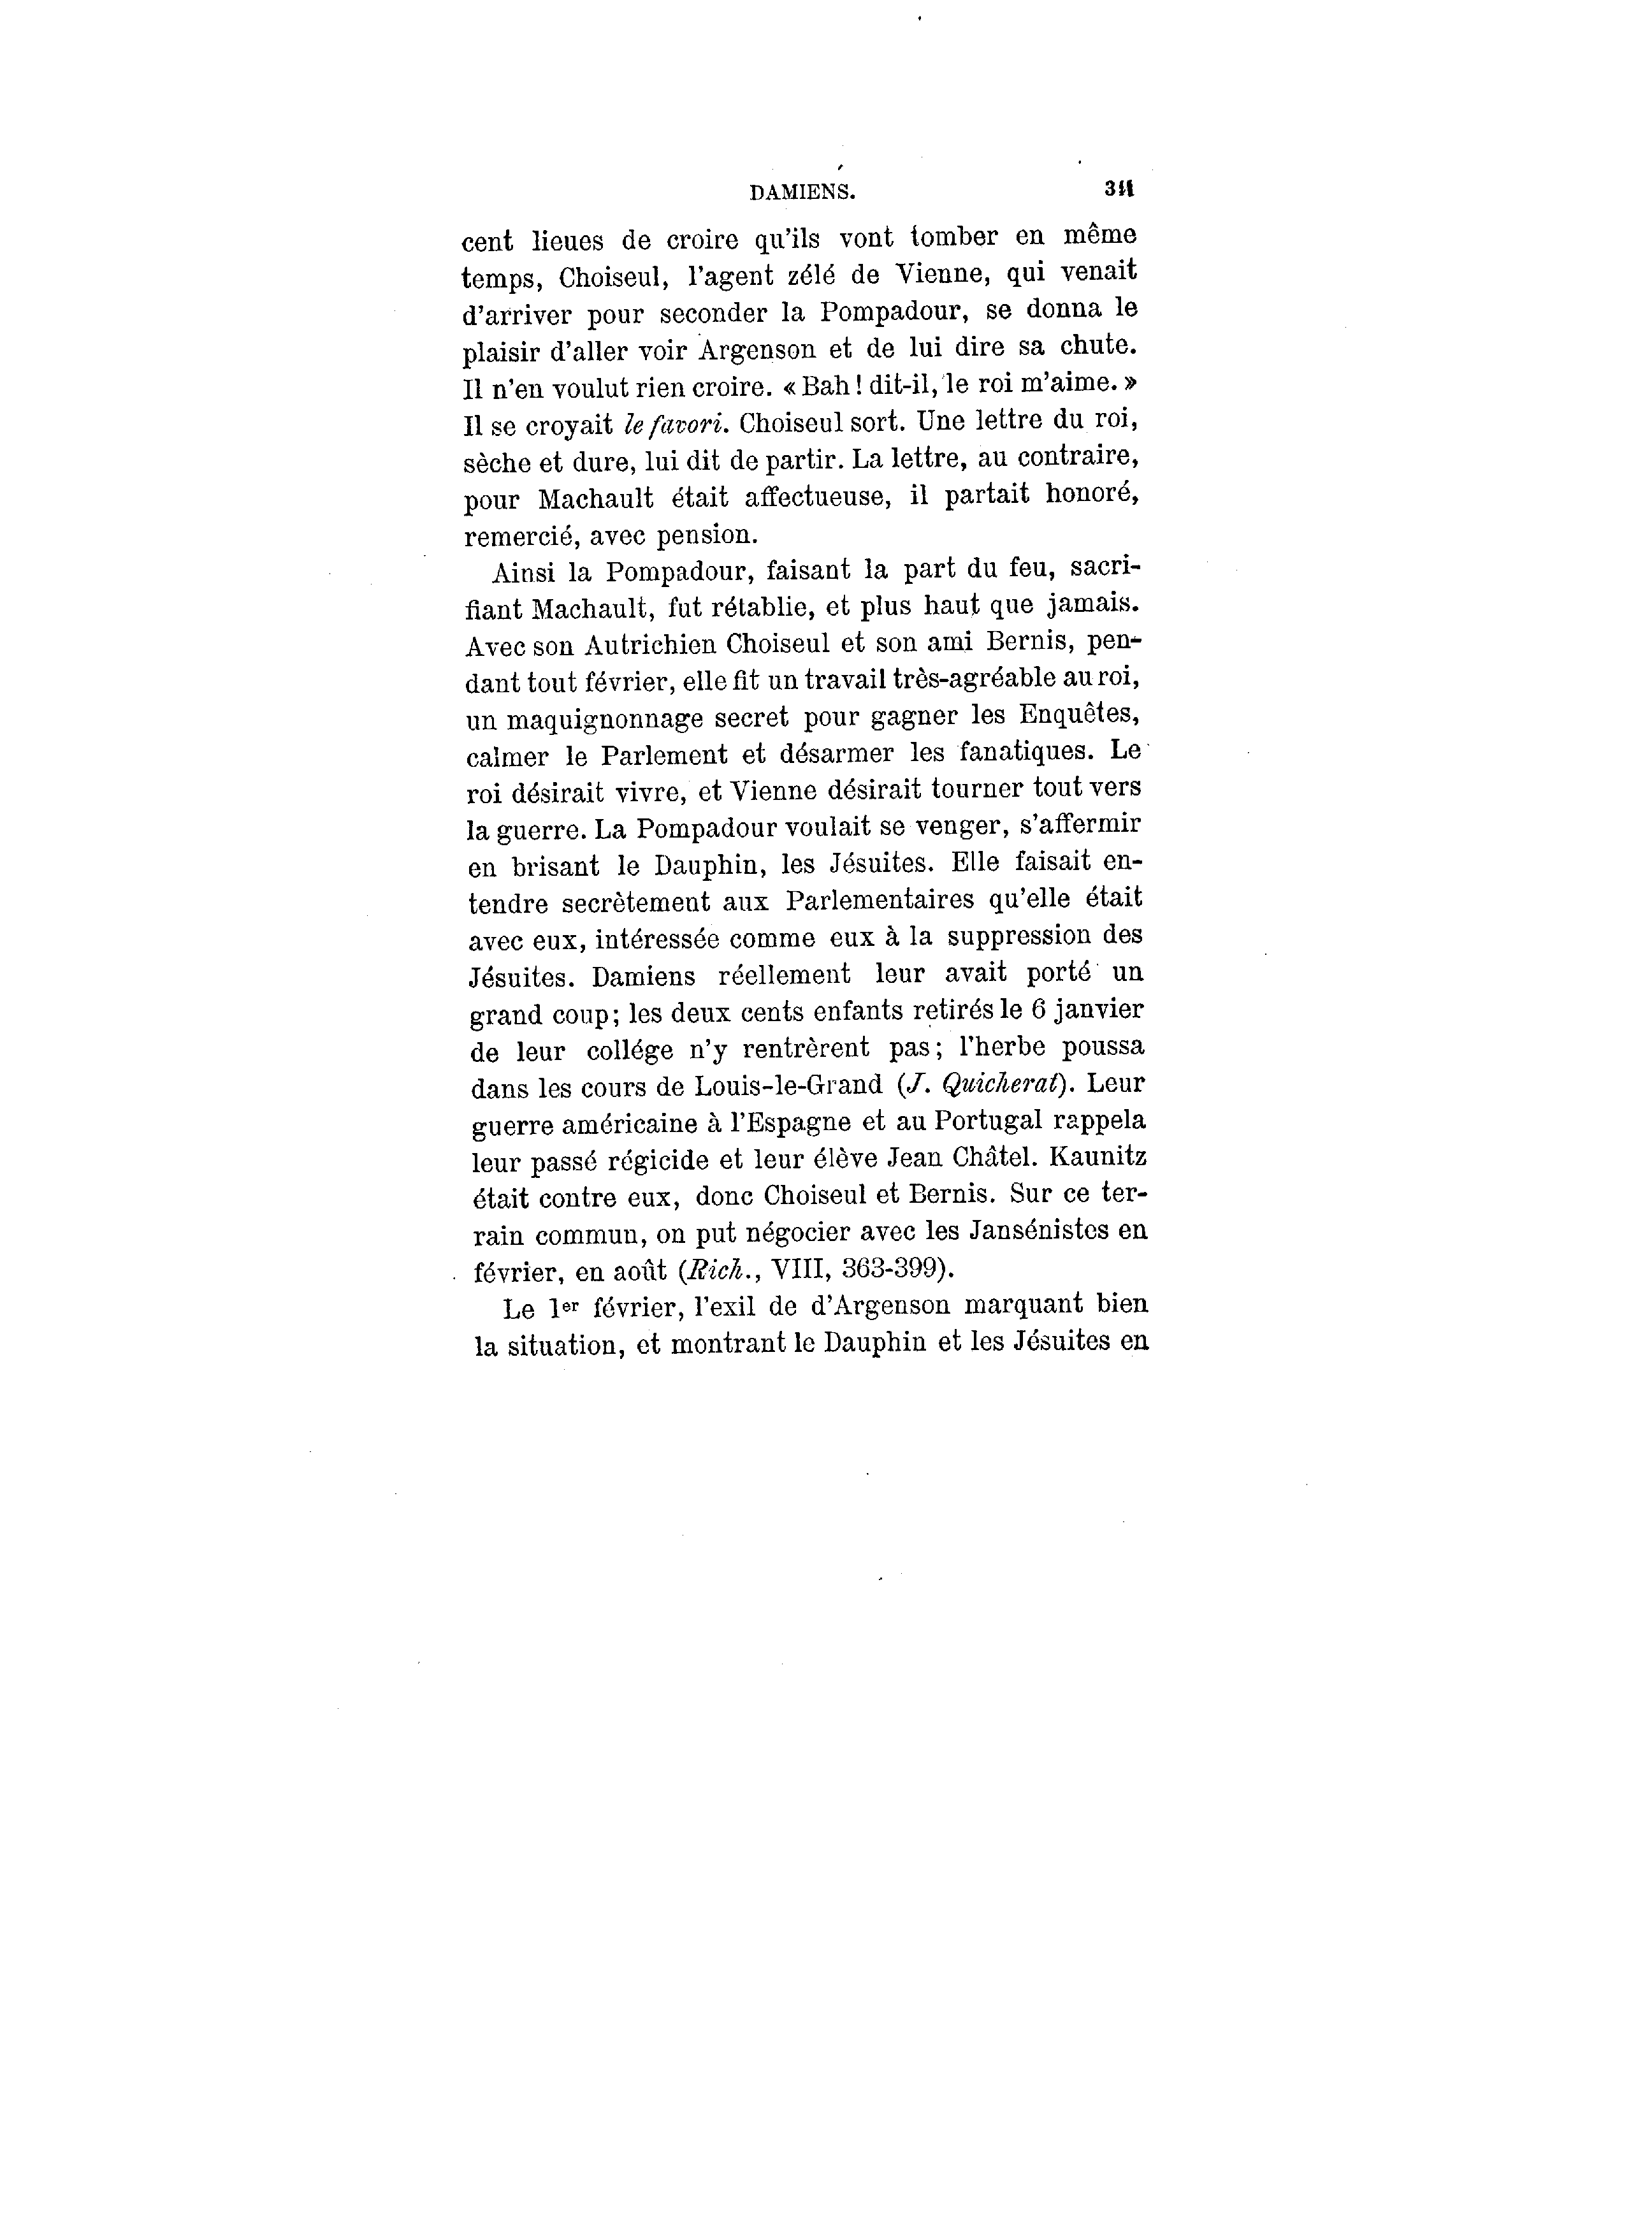 DAMIENS. 311
cent lieues de croire qu'ils vont tomber en même
temps, Choiseul, l'agent zélé de Vienne, qui venait
d'arriver pour seconder la Pompadour, se donna le
plaisir d'aller voir Argenson et de lui dire sa chute.
Il n'en voulut rien croire. « Bah ! dit-il, le roi m'aime. »
Il se croyait le favori. Choiseul sort. Une lettre du roi,
sèche et dure, lui dit de partir. La lettre, au contraire,
pour Machault était affectueuse, il partait honoré,
remercié, avec pension.
Ainsi la Pompadour, faisant la part du feu, sacri-
fiant Machault, fut rétablie, et plus haut que jamais.
Avec son Autrichien Choiseul et son ami Bernis, pen-
dant tout février, elle fit un travail très-agréable au roi,
un maquignonnage secret pour gagner les Enquêtes,
calmer le Parlement et désarmer les fanatiques. Le
roi désirait vivre, et Vienne désirait tourner tout vers
la guerre. La Pompadour voulait se venger, s'affermir
en brisant le Dauphin, les Jésuites. Elle faisait en-
tendre secrètement aux Parlementaires qu'elle était
avec eux, intéressée comme eux à la suppression des
Jésuites. Damiens réellement leur avait porté un
grand coup; les deux cents enfants retirés le 6 janvier
de leur collége n'y rentrèrent pas; l'herbe poussa
dans les cours de Louis-le-Grand (J. Quicherat). Leur
guerre américaine à l'Espagne et au Portugal rappela
leur passé régicide et leur élève Jean Châtel. Kaunitz
était contre eux, donc Choiseul et Bernis. Sur ce ter-
rain commun, on put négocier avec les Jansénistes en
février, en août (Rich., VIII, 363-399).
Le 1er février, l'exil de d'Argenson marquant bien
la situation, et montrant le Dauphin et les Jésuites en